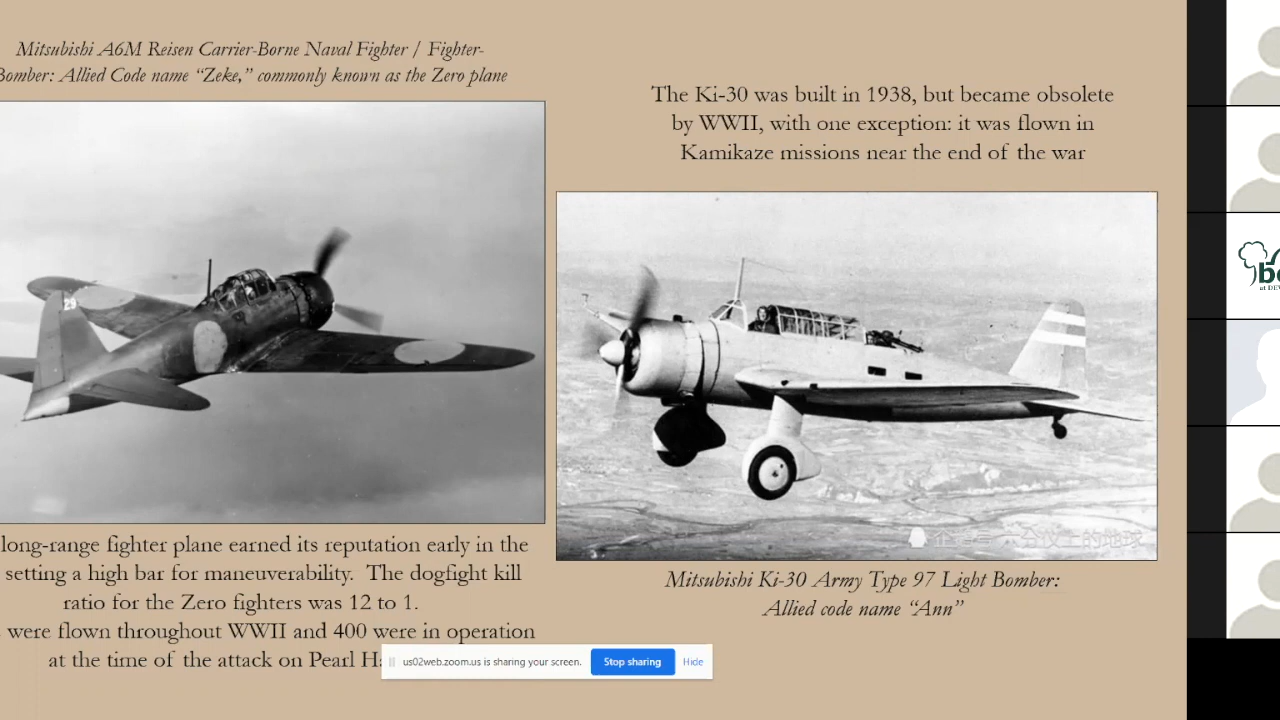 Mitsubishi A6M Reisen Carrier-Borne Naval Fighter / Fighter-
Bomber: Allied Code name “Zeke,” commonly known as the Zero plane
29
long-range fighter plane earned its reputation early in the
setting a high bar for maneuverability. The dogfight kill
ratio for the Zero fighters was 12 to 1.
were flown throughout WWII and 400 were in operation
at the time of the attack on Pearl Ha
The Ki-30 was built in 1938, but became obsolete
by WWII, with one exception: it was flown in
Kamikaze missions near the end of the war
Mitsubishi Ki-30 Army Type 97 Light Bomber:
Allied code name “Ann”
us02web.zoom.us is sharing your screen.
Stop sharing
Hide